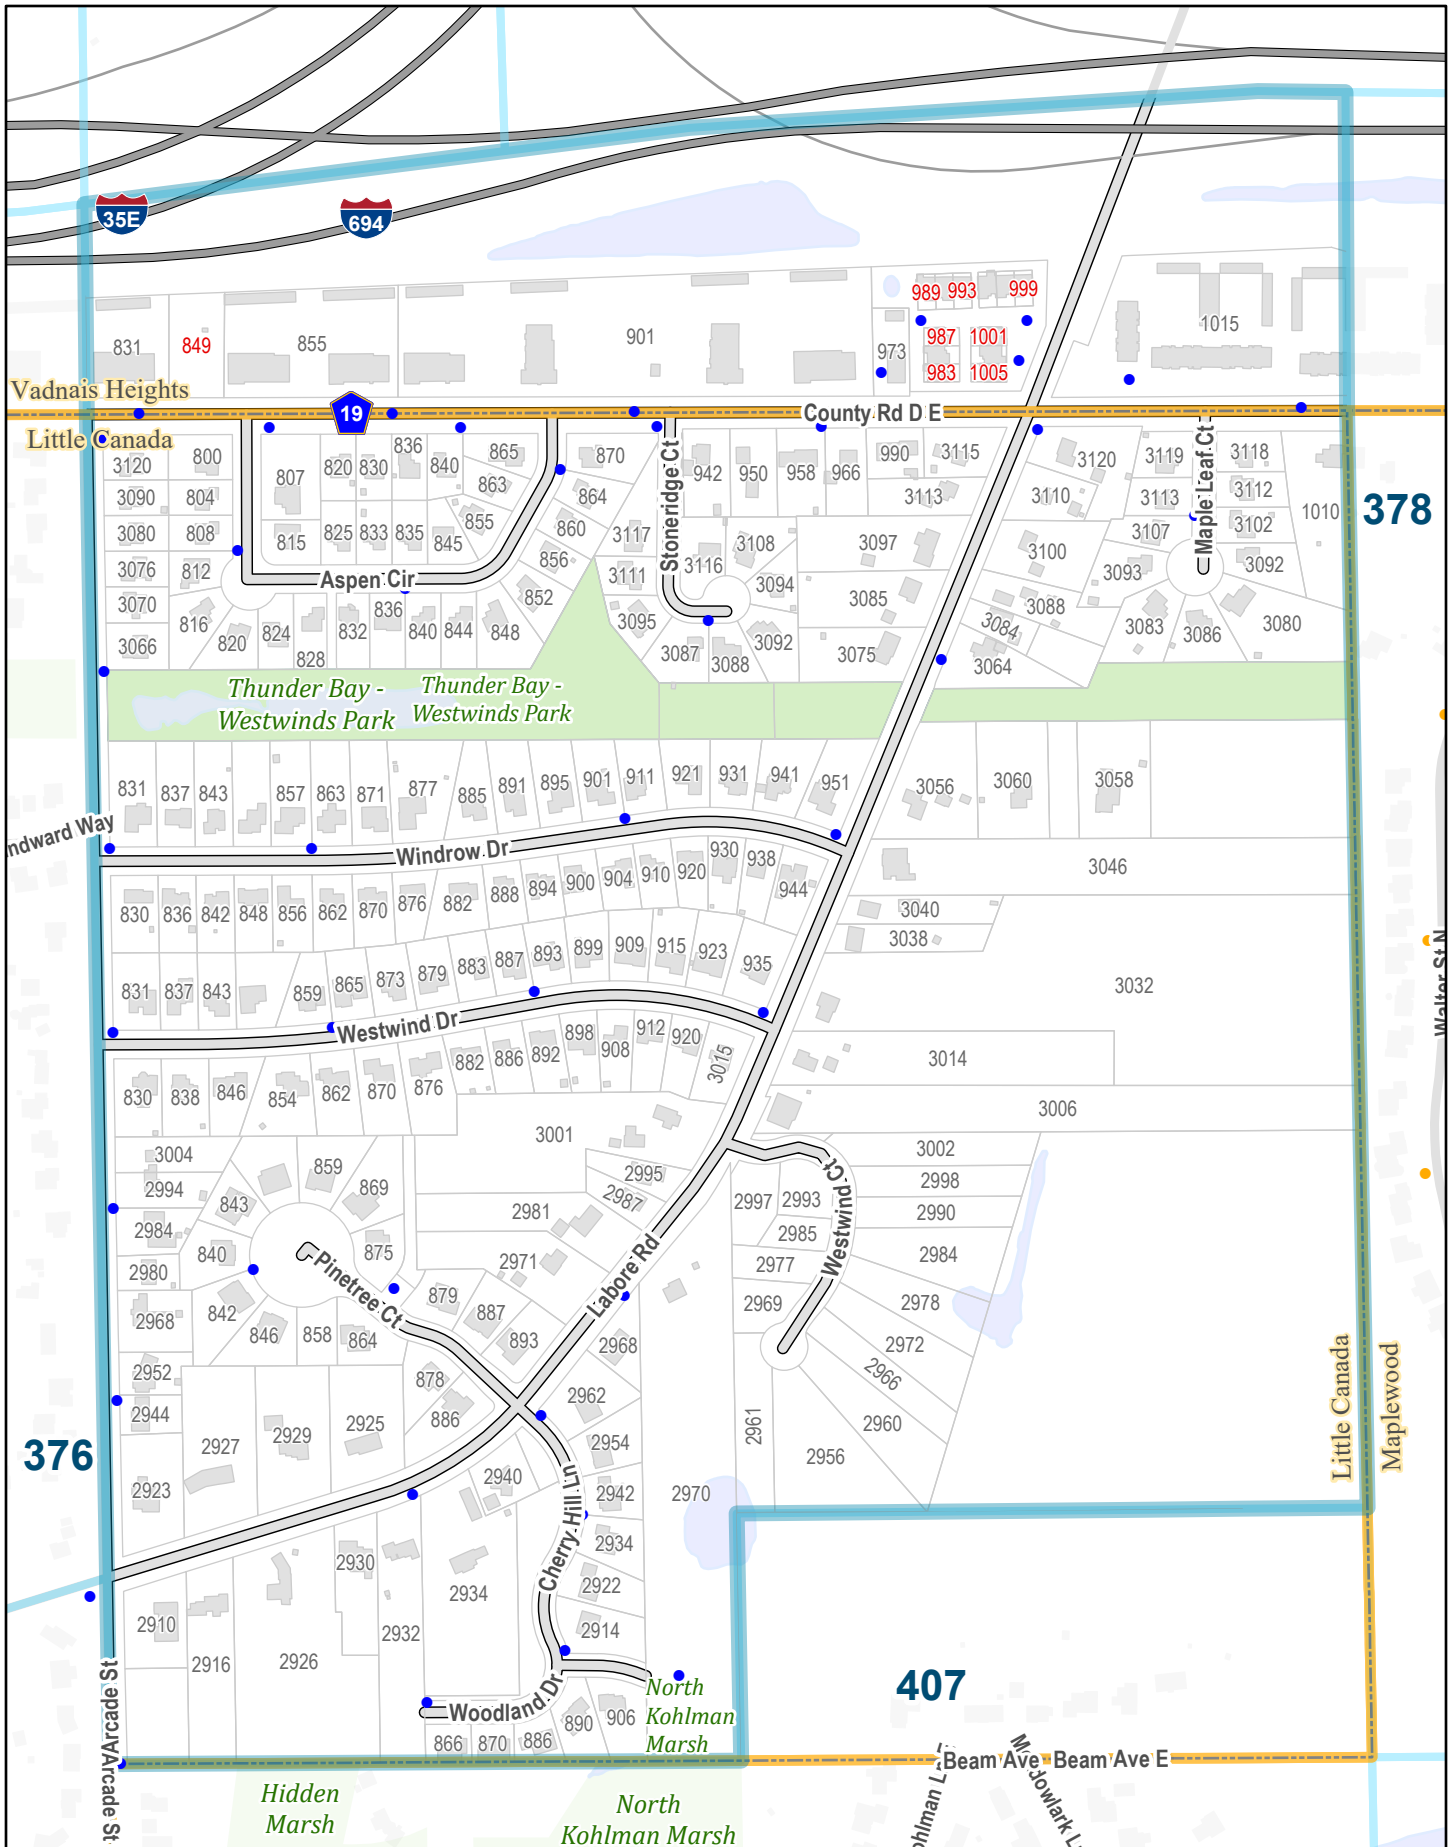 35E
694
989 993 999
987 1001
983 1005
831 849 855 901 973 1015
Vadnais Heights
19
County Rd D E
Little Canada
3120 800 807 820 830 836 840 865 870 942 950 958 966 990 3115 3120 3119 3118
3090 804 863 864 3113 3110 3113 3112
3080 808 815 825 833 835 845 855 860 3117 3108 3097 3100 3107 3102 1010
378
3076 812 856 3111 3116 3094 3093 3092
Aspen Cir
Stoneridge Ct
Maple Leaf Ct
3070 816 820 824 828 832 836 840 844 848 852 3095 3092 3085 3088 3084 3083 3086 3080
3066 3087 3088 3075 3064
Thunder Bay -
Westwinds Park
Thunder Bay -
Westwinds Park
831 837 843 857 863 871 877 885 891 895 901 911 921 931 941 951 3056 3060 3058
ndward Way
Windrow Dr
3046
830 836 842 848 856 862 870 876 882 888 894 900 904 910 920 930 938 944
3040
3038
831 837 843 859 865 873 879 883 887 893 899 909 915 923 935
3032
Walter St N
Westwind Dr
830 838 846 854 862 870 876 882 886 892 898 908 912 920 3015
3014
3006
3001
3004 859 2995 3002
2994 843 869 2987 2997 2993 2998
2984 840 875 2981 2985 2990
Westwind Ct
2980 2971 2977 2984
Pinetree Ct
Labore Rd
2968 842 846 858 864 879 887 893 2968 2969 2978
2972
2966
2952 878 2962 2960
2944 886 2961
376
2927 2929 2925 2954 2956
Little Canada
Maplewood
2923 2940 2942 2970
Cherry Hill Ln
2934
2930 2934 2922
2910 2932 2914
2916 2926
407
Arcade St
Woodland Dr
North
Kohlman
Marsh
866 870 886 890 906
Beam Ave Beam Ave E
Arcade St
Hidden
Marsh
North
Kohlman Marsh
ohlman L
Meadowlark L